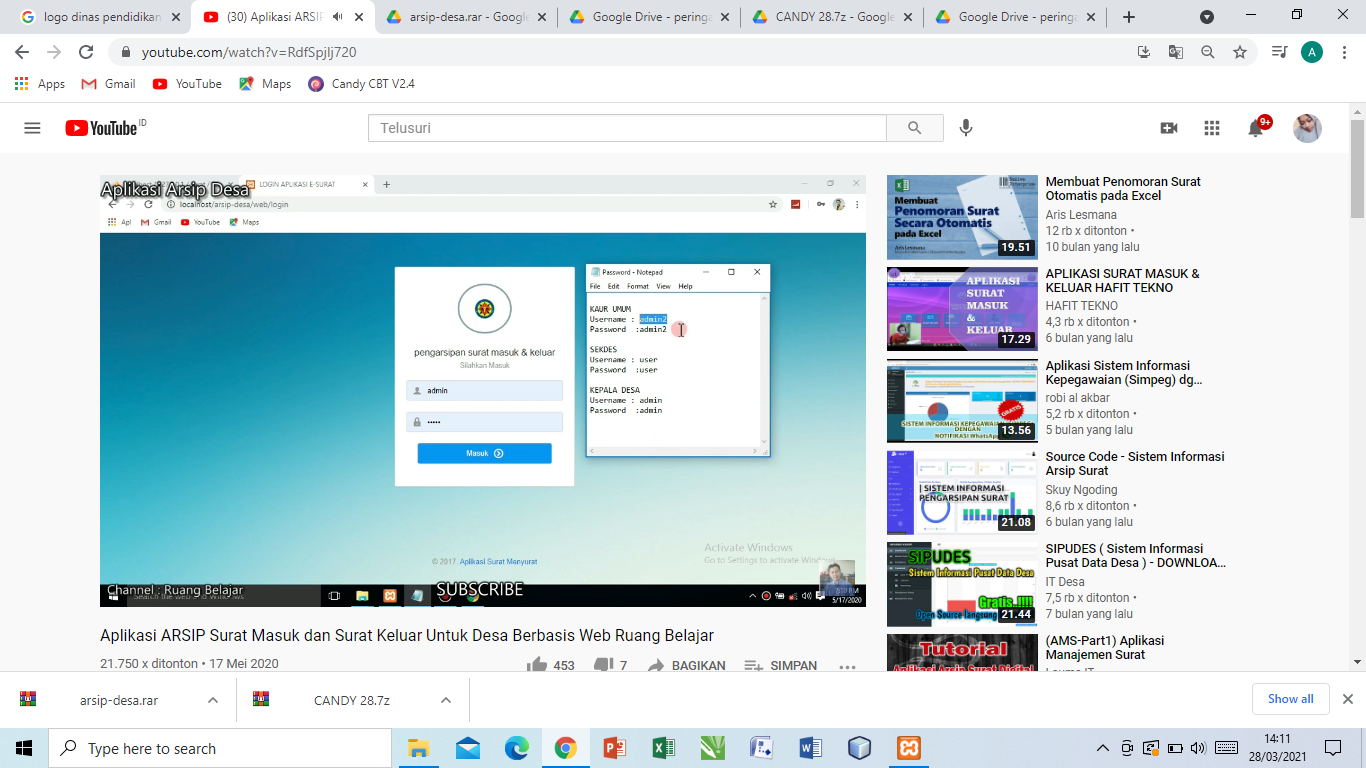 logo dinas pendidikan
(30) Aplikasi ARSIP
arsip-desa.rar - Google
Google Drive - peringa
CANDY 28.7z - Google
Google Drive - peringa
youtube.com/watch?v=RdfSpjIj720
A
Apps
Gmail
YouTube
Maps
Candy CBT V2.4
YouTube ID
Telusuri
9+
Aplikasi Arsip Desa
LOGIN APLIKASI E-SURAT
localhost/arsip-desa/web/login
Apl
Gmail
YouTube
Maps
pengarsipan surat masuk & keluar
Silahkan Masuk
admin
•••••
Masuk
Password - Notepad
File Edit Format View Help
KAUR UMUM
Username : admin2
Password :admin2
SEKDES
Username : user
Password :user
KEPALA DESA
Username : admin
Password :admin
© 2017. Aplikasi Surat Menyurat
Activate Windows
Go to Settings to activate Windows.
Channel : Ruang Belajar
SUBSCRIBE
5/17/2020
Aplikasi ARSIP Surat Masuk dan Surat Keluar Untuk Desa Berbasis Web Ruang Belajar
21.750 x ditonton • 17 Mei 2020
453
7
BAGIKAN
SIMPAN
Membuat
Penomoran Surat
Secara Otomatis
pada Excel
19.51
Membuat Penomoran Surat
Otomatis pada Excel
Aris Lesmana
12 rb x ditonton •
10 bulan yang lalu
APLIKASI
SURAT
MASUK
&
KELUAR
17.29
APLIKASI SURAT MASUK &
KELUAR HAFIT TEKNO
HAFIT TEKNO
4,3 rb x ditonton •
6 bulan yang lalu
GRATIS
SISTEM INFORMASI KEPEGAWAIAN
DENGAN
NOTIFIKASI WhatsApp
13.56
Aplikasi Sistem Informasi
Kepegawaian (Simpeg) dg...
robi al akbar
5,2 rb x ditonton •
5 bulan yang lalu
SISTEM INFORMASI
PENGARSIPAN SURAT
21.08
Source Code - Sistem Informasi
Arsip Surat
Skuy Ngoding
8,6 rb x ditonton •
6 bulan yang lalu
SIPUDES
Sistem Informasi Pusat Data Desa
Gratis..!!!!
Open Source langsung
21.44
SIPUDES ( Sistem Informasi
Pusat Data Desa ) - DOWNLOA...
IT Desa
7,5 rb x ditonton •
7 bulan yang lalu
Tutorial
Aplikasi Arsip Surat Digital
(AMS-Part1) Aplikasi
Manajemen Surat
arsip-desa.rar
CANDY 28.7z
Show all
Type here to search
14:11
28/03/2021